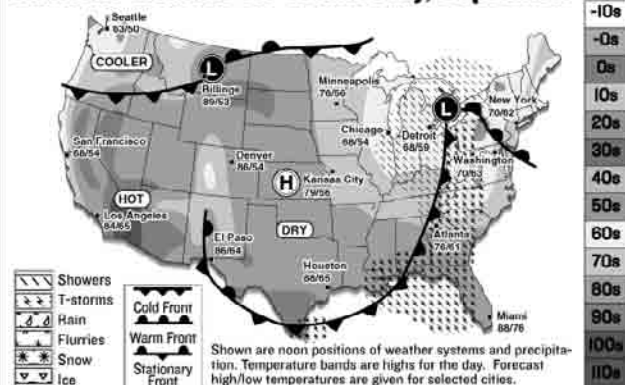 Seattle
63/50
COOLER
L
Billings
89/53
Minneapolis
79/56
L
New York
70/62
Chicago
68/54
Detroit
68/59
San Francisco
68/54
Denver
86/54
H
Kansas City
79/56
Washington
70/63
HOT
Los Angeles
84/65
DRY
El Paso
86/64
Atlanta
76/61
Houston
88/65
Miami
88/76
Showers
T-storms
Rain
Flurries
Snow
Ice
Cold Front
Warm Front
Stationary
Front
Shown are noon positions of weather systems and precipita-
tion. Temperature bands are highs for the day. Forecast
high/low temperatures are given for selected cities.
-10s
-0s
0s
10s
20s
30s
40s
50s
60s
70s
80s
90s
100s
110s